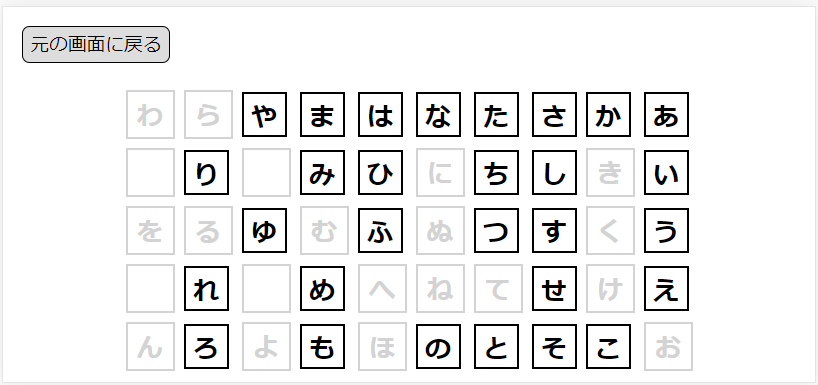 元の画面に戻る
わ ら や ま は な た さ か あ
り み ひ に ち し き い
を る ゆ む ふ ぬ つ す く う
れ め へ ね て せ け え
ん ろ よ も ほ の と そ こ お